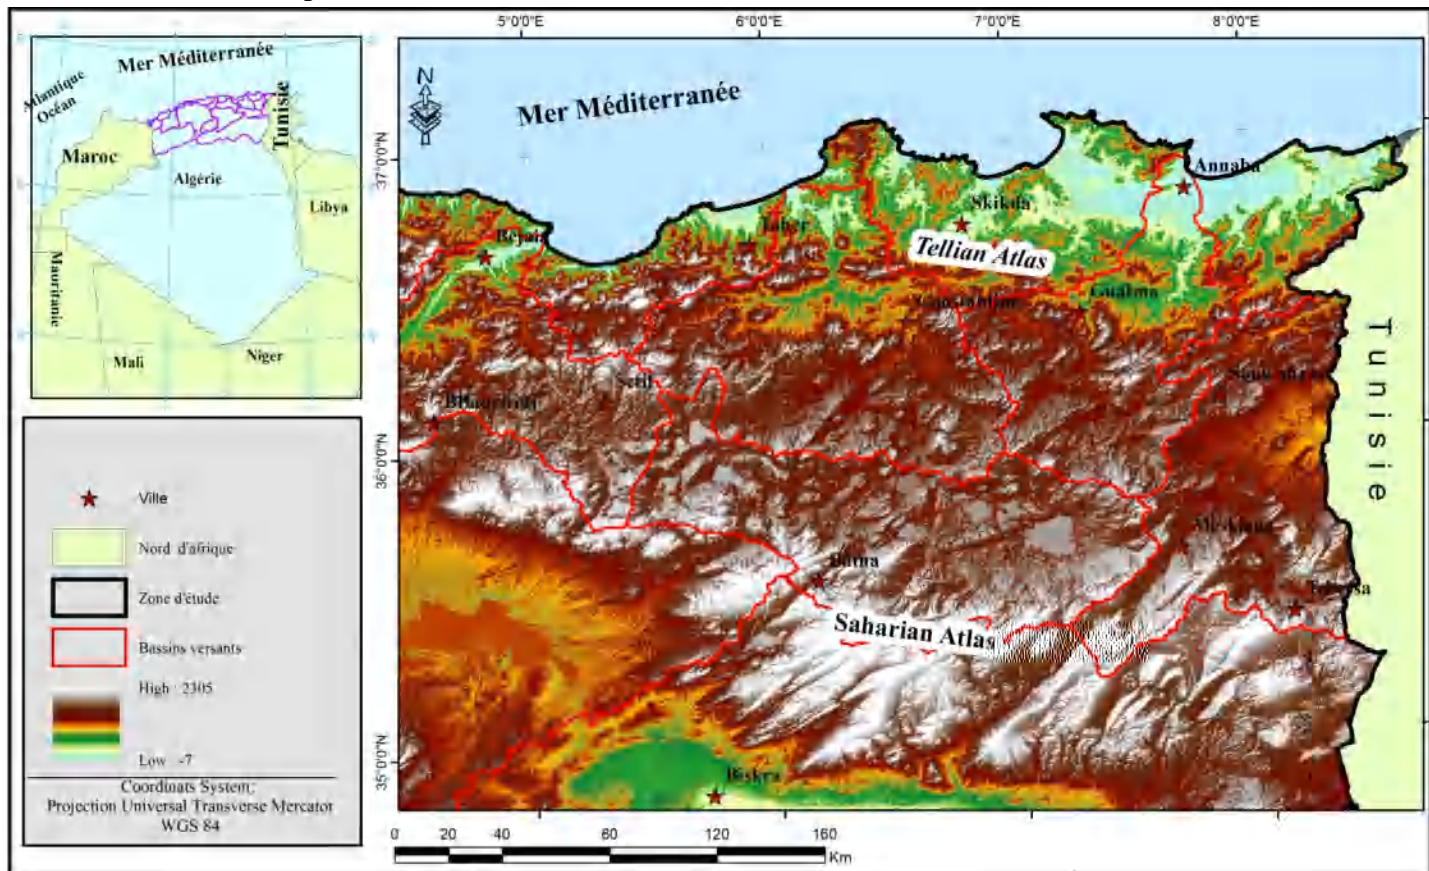 5°0'0"E
6°0'0"E
7°0'0"E
8°0'0"E
Mer Méditerranée
Atlantique
Océan
Tunisie
Maroc
Algérie
Libya
Mauritanie
Mali
Niger
N
Mer Méditerranée
37°0'0"N
36°0'0"N
35°0'0"N
Annaba
Skikda
Bejaia
Tellian Atlas
Guelma
Setif
Tunisie
Batna
Meskiana
Tebessa
Saharian Atlas
Biskra
Ville
Nord d'afrique
Zone d'étude
Bassins versants
High : 2305
Low -7
Coordinats System:
Projection Universal Transverse Mercator
WGS 84
0 20 40 60 120 160
Km